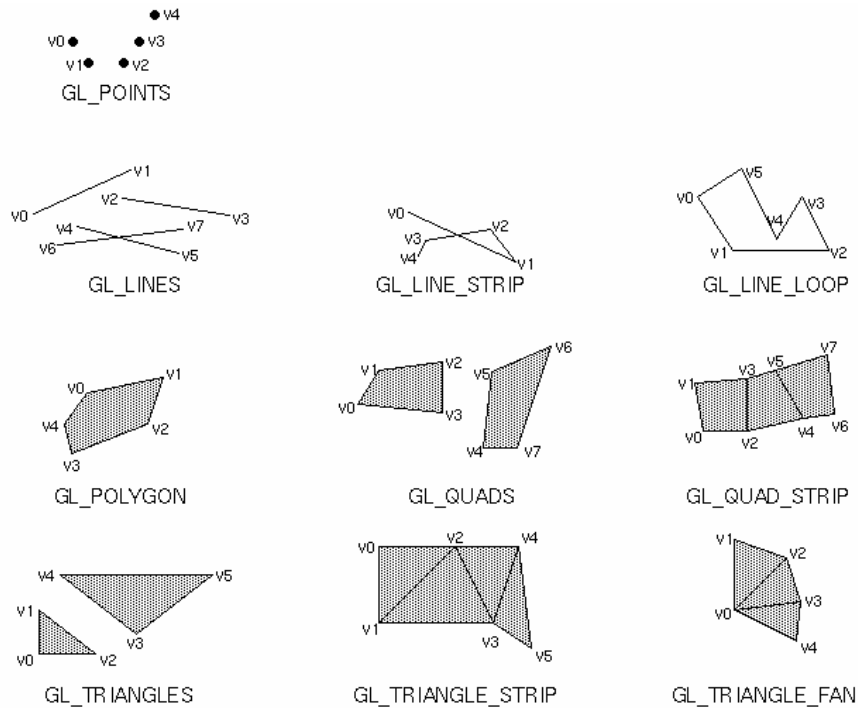 v4
v0 v3
v1 v2
GL_POINTS
v1
v2
v0 v3
v4 v7
v6 v5
GL_LINES
v0
v2
v3
v4 v1
GL_LINE_STRIP
v5
v0 v3
v4
v1 v2
GL_LINE_LOOP
v1
v0
v4 v2
v3
GL_POLYGON
v2 v6
v1 v5
v0 v3
v4 v7
GL_QUADS
v7
v3 v5
v1
v0 v2 v4 v6
GL_QUAD_STRIP
v4 v5
v1
v3
v0 v2
GL_TRIANGLES
v0 v2 v4
v1 v3
v5
GL_TRIANGLE_STRIP
v1
v2
v0 v3
v4
GL_TRIANGLE_FAN